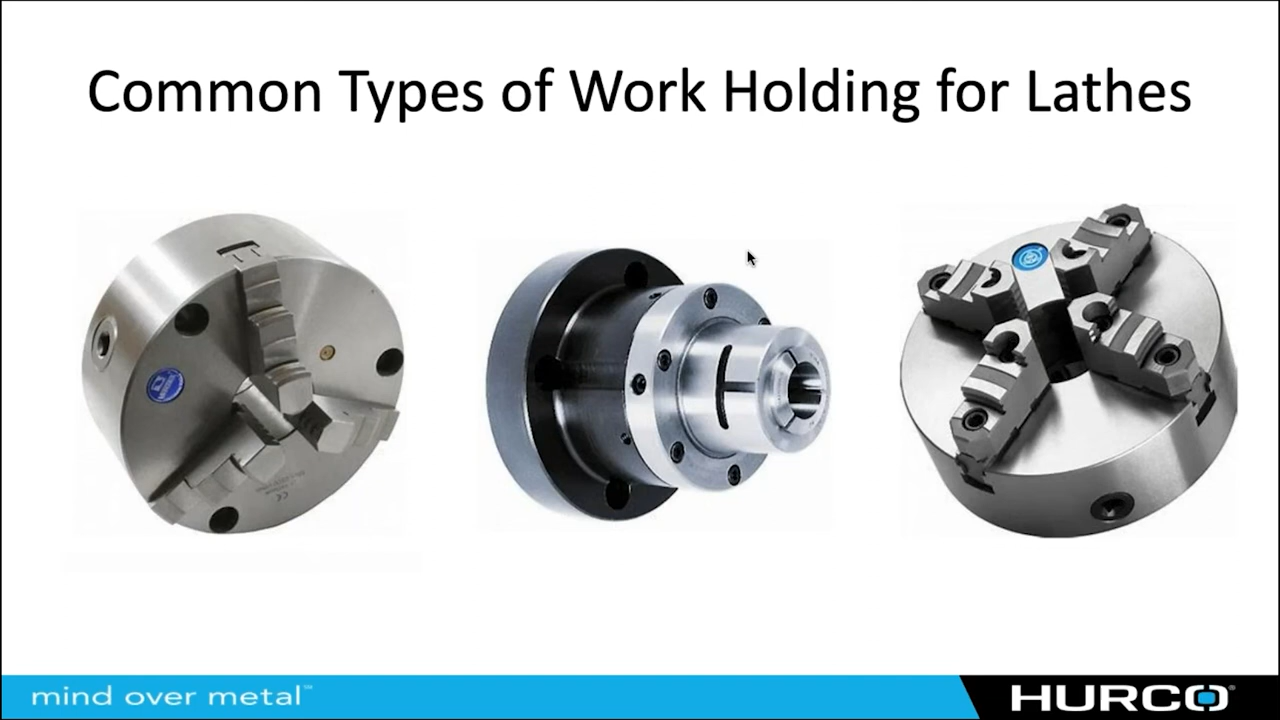 Common Types of Work Holding for Lathes
mind over metal™
HURCO®